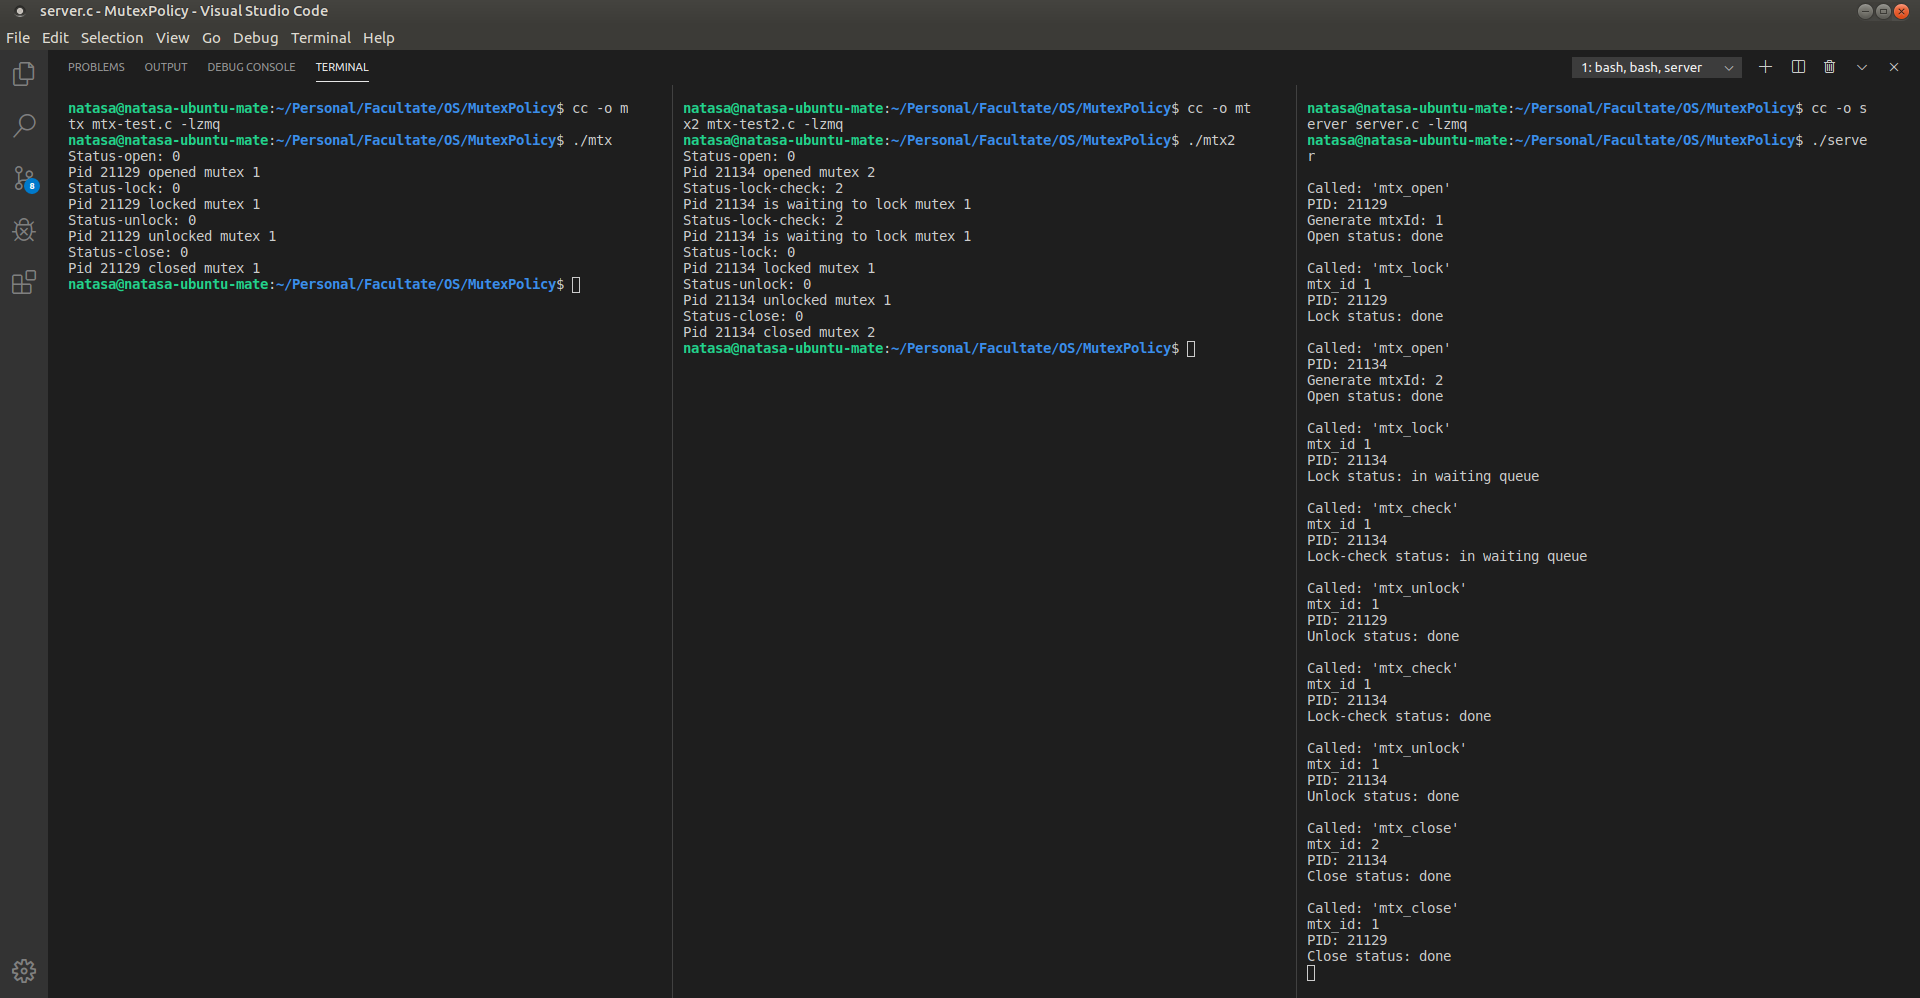 server.c - MutexPolicy - Visual Studio Code
File Edit Selection View Go Debug Terminal Help
PROBLEMS OUTPUT DEBUG CONSOLE TERMINAL
1: bash, bash, server
8
natasa@natasa-ubuntu-mate:~/Personal/Facultate/OS/MutexPolicy$ cc -o m
tx mtx-test.c -lzmq
natasa@natasa-ubuntu-mate:~/Personal/Facultate/OS/MutexPolicy$ ./mtx
Status-open: 0
Pid 21129 opened mutex 1
Status-lock: 0
Pid 21129 locked mutex 1
Status-unlock: 0
Pid 21129 unlocked mutex 1
Status-close: 0
Pid 21129 closed mutex 1
natasa@natasa-ubuntu-mate:~/Personal/Facultate/OS/MutexPolicy$
natasa@natasa-ubuntu-mate:~/Personal/Facultate/OS/MutexPolicy$ cc -o mt
x2 mtx-test2.c -lzmq
natasa@natasa-ubuntu-mate:~/Personal/Facultate/OS/MutexPolicy$ ./mtx2
Status-open: 0
Pid 21134 opened mutex 2
Status-lock-check: 2
Pid 21134 is waiting to lock mutex 1
Status-lock-check: 2
Pid 21134 is waiting to lock mutex 1
Status-lock: 0
Pid 21134 locked mutex 1
Status-unlock: 0
Pid 21134 unlocked mutex 1
Status-close: 0
Pid 21134 closed mutex 2
natasa@natasa-ubuntu-mate:~/Personal/Facultate/OS/MutexPolicy$
natasa@natasa-ubuntu-mate:~/Personal/Facultate/OS/MutexPolicy$ cc -o s
erver server.c -lzmq
natasa@natasa-ubuntu-mate:~/Personal/Facultate/OS/MutexPolicy$ ./serve
r
Called: 'mtx_open'
PID: 21129
Generate mtxId: 1
Open status: done
Called: 'mtx_lock'
mtx_id 1
PID: 21129
Lock status: done
Called: 'mtx_open'
PID: 21134
Generate mtxId: 2
Open status: done
Called: 'mtx_lock'
mtx_id 1
PID: 21134
Lock status: in waiting queue
Called: 'mtx_check'
mtx_id 1
PID: 21134
Lock-check status: in waiting queue
Called: 'mtx_unlock'
mtx_id: 1
PID: 21129
Unlock status: done
Called: 'mtx_check'
mtx_id 1
PID: 21134
Lock-check status: done
Called: 'mtx_unlock'
mtx_id: 1
PID: 21134
Unlock status: done
Called: 'mtx_close'
mtx_id: 2
PID: 21134
Close status: done
Called: 'mtx_close'
mtx_id: 1
PID: 21129
Close status: done